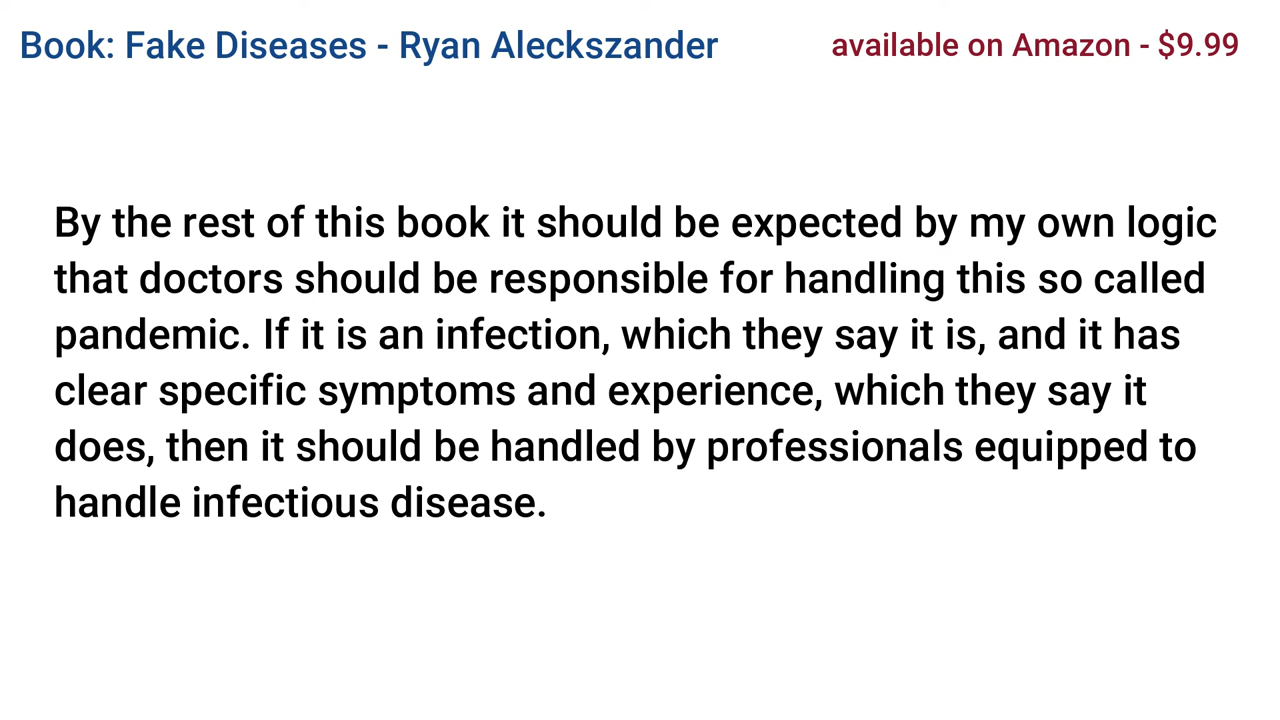 Book: Fake Diseases - Ryan Aleckszander
available on Amazon - $9.99
By the rest of this book it should be expected by my own logic
that doctors should be responsible for handling this so called
pandemic. If it is an infection, which they say it is, and it has
clear specific symptoms and experience, which they say it
does, then it should be handled by professionals equipped to
handle infectious disease.